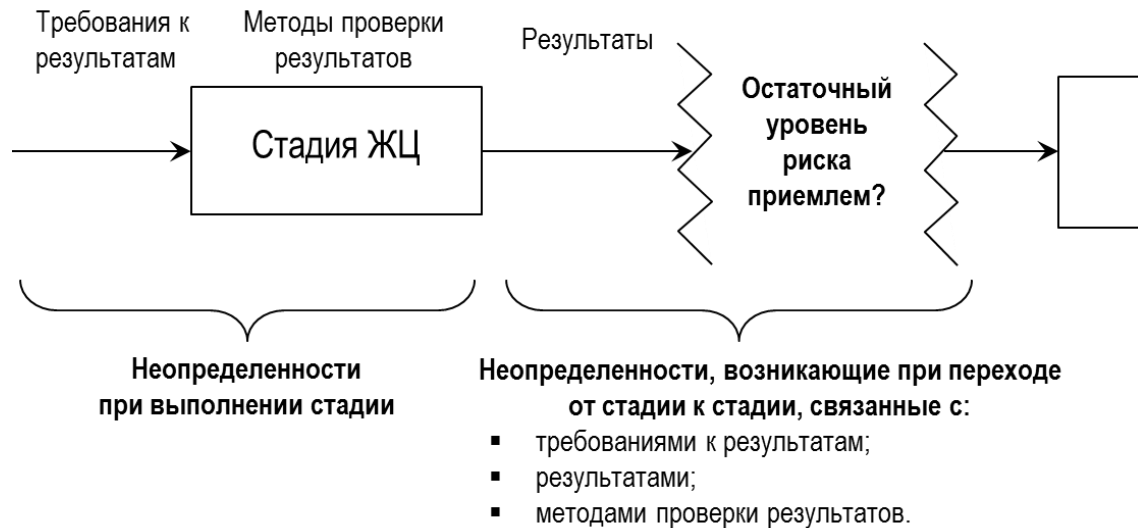 Требования к
результатам
Методы проверки
результатов
Результаты
Стадия ЖЦ
Остаточный
уровень
риска
приемлем?
Неопределенности
при выполнении стадии
Неопределенности, возникающие при переходе
от стадии к стадии, связанные с:
▪ требованиями к результатам;
▪ результатами;
▪ методами проверки результатов.